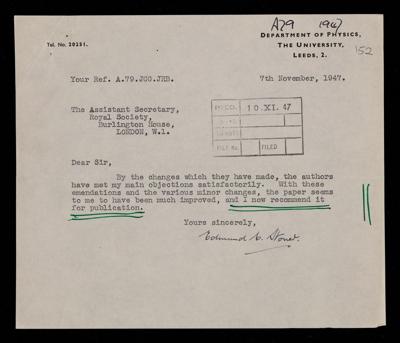 A79 1947
DEPARTMENT OF PHYSICS,
Tel. No. 20251.
THE UNIVERSITY,
LEEDS, 2.
152
Your Ref. A.79.JGG.JRB.
7th November, 1947.
The Assistant Secretary,
Royal Society,
Burlington House,
LONDON, W.1.
10. XI. 47
FILE No. FILED
Dear Sir,
By the changes which they have made, the authors
have met my main objections satisfactorily. With these
emendations and the various minor changes, the paper seems
to me to have been much improved, and I now recommend it
for publication.
Yours sincerely,
Edmund C. Stoner.